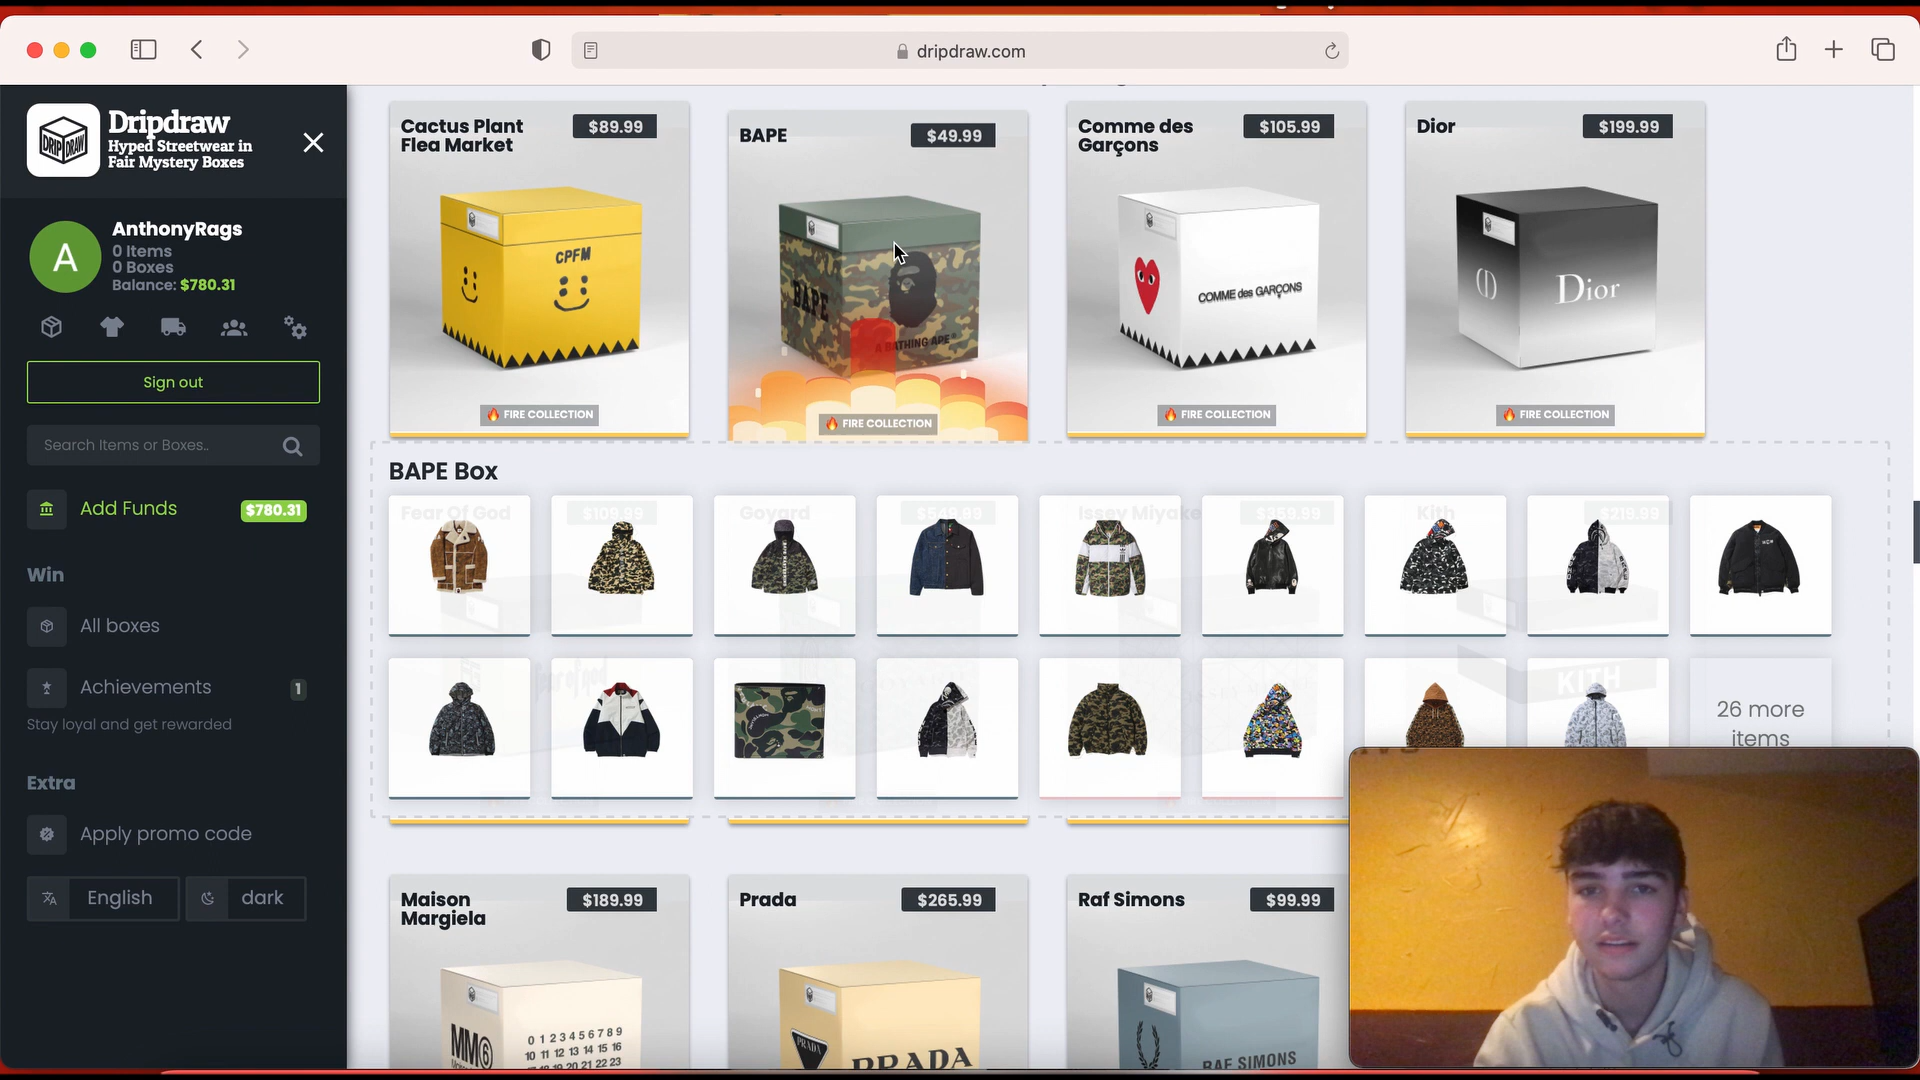 dripdraw.com
DRIPDRAW
Dripdraw
Hyped Streetwear in
Fair Mystery Boxes
A
AnthonyRags
0 Items
0 Boxes
Balance: $780.31
Sign out
Search Items or Boxes..
Add Funds
$780.31
Win
All boxes
Achievements
1
Stay loyal and get rewarded
Extra
Apply promo code
English
dark
Cactus Plant
Flea Market
$89.99
CPFM
🔥 FIRE COLLECTION
BAPE
$49.99
BAPE
A BATHING APE
🔥 FIRE COLLECTION
Comme des
Garçons
$105.99
COMME des GARÇONS
🔥 FIRE COLLECTION
Dior
$199.99
Dior
🔥 FIRE COLLECTION
BAPE Box
Fear Of God
$109.99
Goyard
$549.99
Issey Miyake
$359.99
Kith
$219.99
KITH
26 more
items
Maison
Margiela
$189.99
MM6
0 1 2 3 4 5 6 7 8 9
10 11 12 13 14 15 16
17 18 19 20 21 22 23
Prada
$265.99
PRADA
PRADA
Raf Simons
$99.99
RAF SIMONS